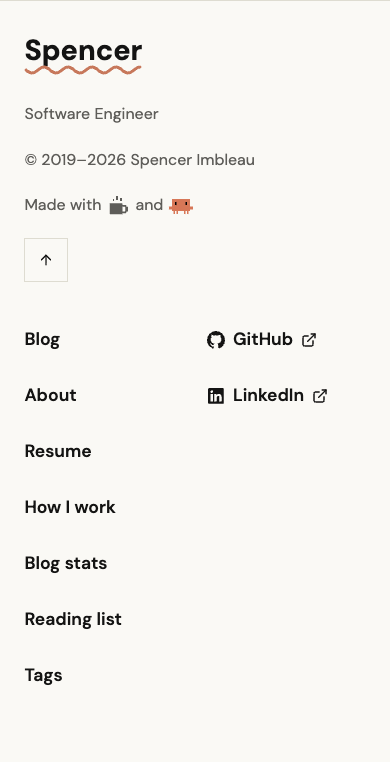 Spencer
Software Engineer
© 2019–2026 Spencer Imbleau
Made with and
Blog
About
Resume
How I work
Blog stats
Reading list
Tags
GitHub
LinkedIn